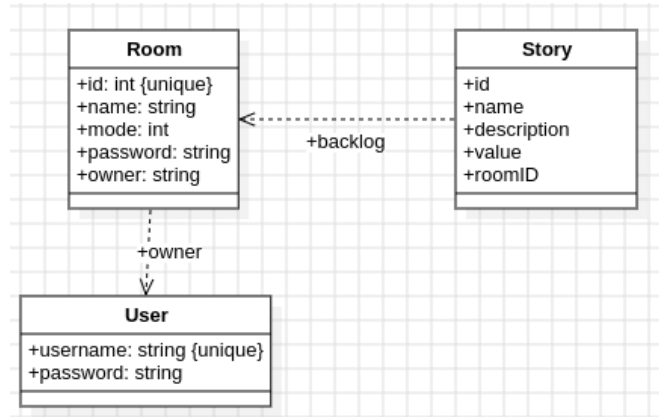 Room
+id: int {unique}
+name: string
+mode: int
+password: string
+owner: string
Story
+id
+name
+description
+value
+roomID
+backlog
+owner
User
+username: string {unique}
+password: string